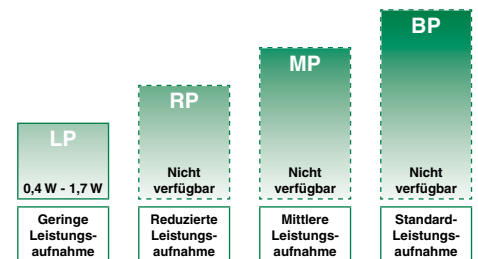 BP
MP
RP
LP
0,4 W - 1,7 W
Nicht
verfügbar
Nicht
verfügbar
Nicht
verfügbar
Geringe
Leistungs-
aufnahme
Reduzierte
Leistungs-
aufnahme
Mittlere
Leistungs-
aufnahme
Standard-
Leistungs-
aufnahme